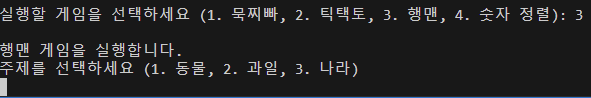 실행할 게임을 선택하세요 (1. 묵찌빠, 2. 틱택토, 3. 행맨, 4. 숫자 정렬): 3
행맨 게임을 실행합니다.
주제를 선택하세요 (1. 동물, 2. 과일, 3. 나라)